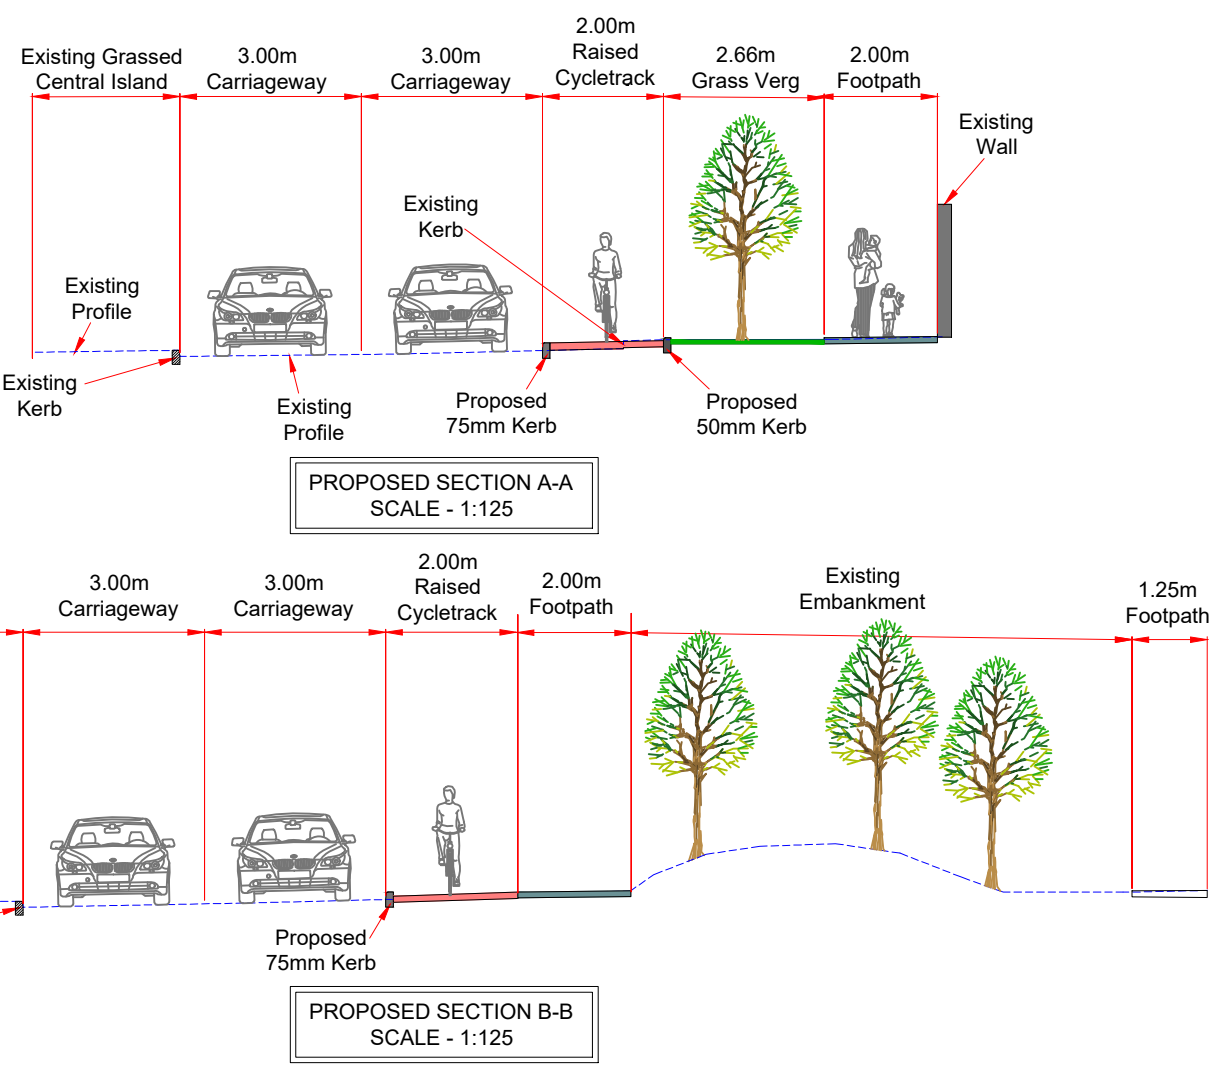 Existing Grassed
Central Island
3.00m
Carriageway
3.00m
Carriageway
2.00m
Raised
Cycletrack
2.66m
Grass Verg
2.00m
Footpath
Existing
Wall
Existing
Kerb
Existing
Profile
Existing
Kerb
Existing
Profile
Proposed
75mm Kerb
Proposed
50mm Kerb
PROPOSED SECTION A-A
SCALE - 1:125
3.00m
Carriageway
3.00m
Carriageway
2.00m
Raised
Cycletrack
2.00m
Footpath
Existing
Embankment
1.25m
Footpath
Proposed
75mm Kerb
PROPOSED SECTION B-B
SCALE - 1:125